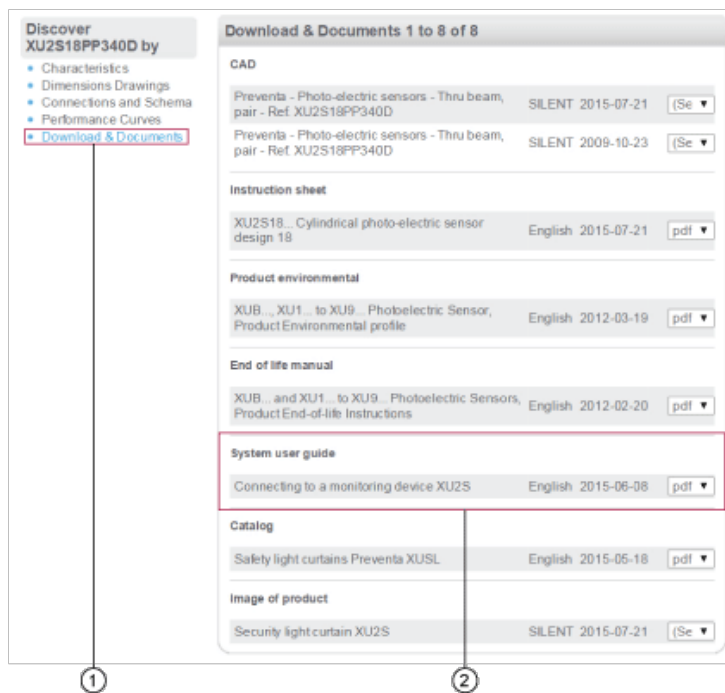 Discover
XU2S18PP340D by
Characteristics
Dimensions Drawings
Connections and Schema
Performance Curves
Download & Documents
Download & Documents 1 to 8 of 8
CAD
Preventa - Photo-electric sensors - Thru beam, SILENT 2015-07-21 (Se
pair - Ref. XU2S18PP340D
Preventa - Photo-electric sensors - Thru beam, SILENT 2009-10-23 (Se
pair - Ref. XU2S18PP340D
Instruction sheet
XU2S18... Cylindrical photo-electric sensor English 2015-07-21 pdf
design 18
Product environmental
XUB..., XU1... to XU9... Photoelectric Sensor, English 2012-03-19 pdf
Product Environmental profile
End of life manual
XUB... and XU1... to XU9... Photoelectric Sensors, English 2012-02-20 pdf
Product End-of-life Instructions
System user guide
Connecting to a monitoring device XU2S English 2015-06-08 pdf
Catalog
Safety light curtains Preventa XUSL English 2015-05-18 pdf
Image of product
Security light curtain XU2S SILENT 2015-07-21 (Se
1 2